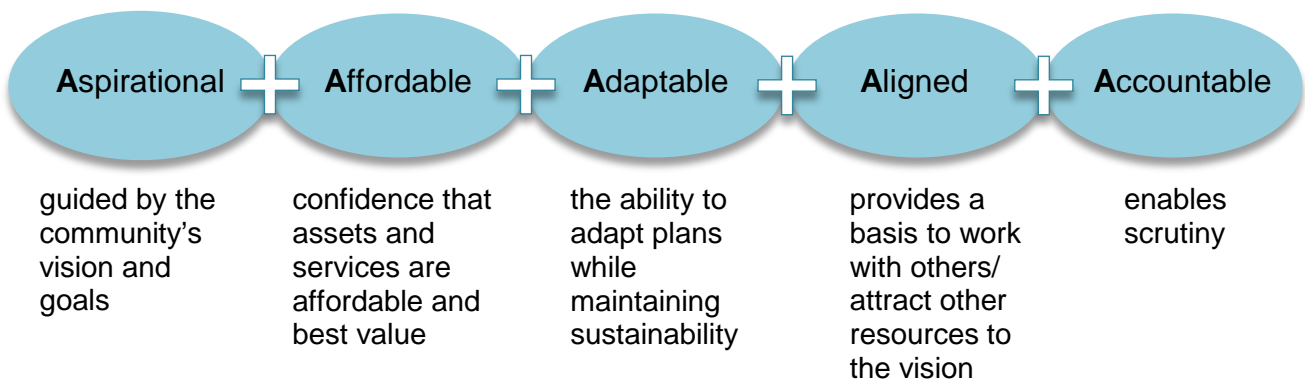 Aspirational
Affordable
Adaptable
Aligned
Accountable
guided by the
community’s
vision and
goals
confidence that
assets and
services are
affordable and
best value
the ability to
adapt plans
while
maintaining
sustainability
provides a
basis to work
with others/
attract other
resources to
the vision
enables
scrutiny